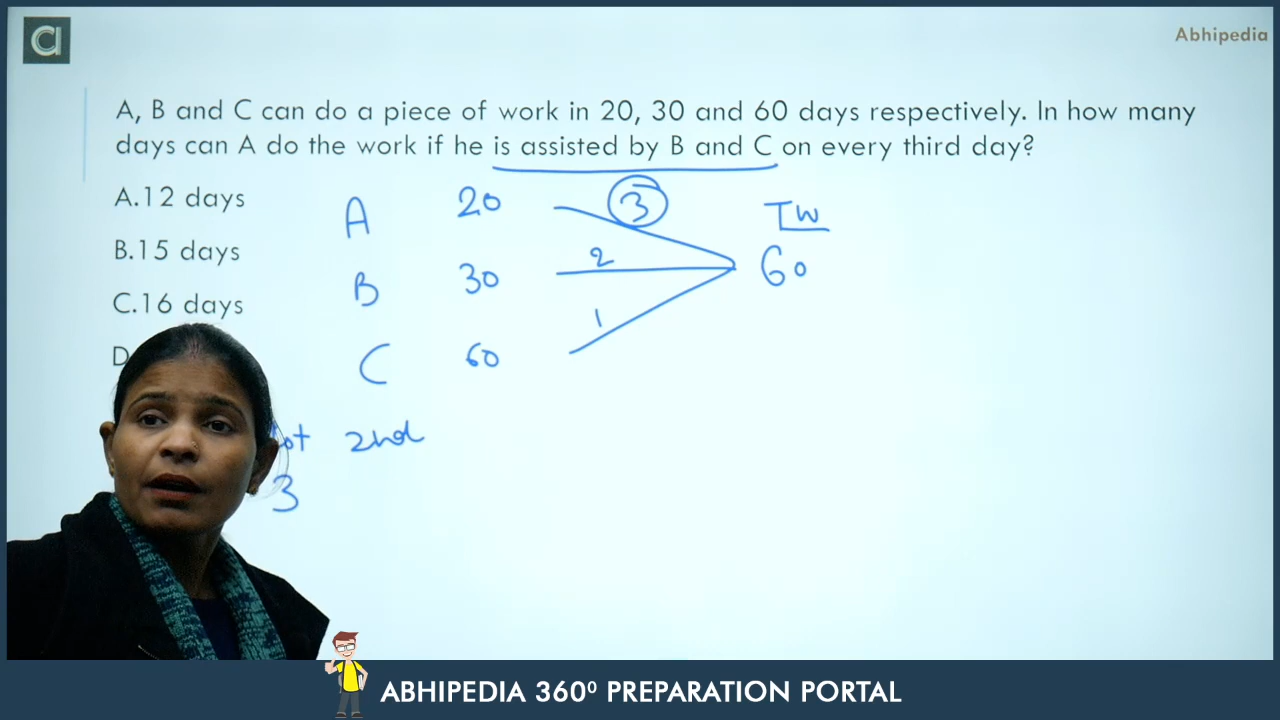 Abhipedia
A, B and C can do a piece of work in 20, 30 and 60 days respectively. In how many
days can A do the work if he is assisted by B and C on every third day?
A.12 days
B.15 days
C.16 days
D
A 20 3 TW
B 30 2 60
C 60 1
2nd
3
ABHIPEDIA 360⁰ PREPARATION PORTAL